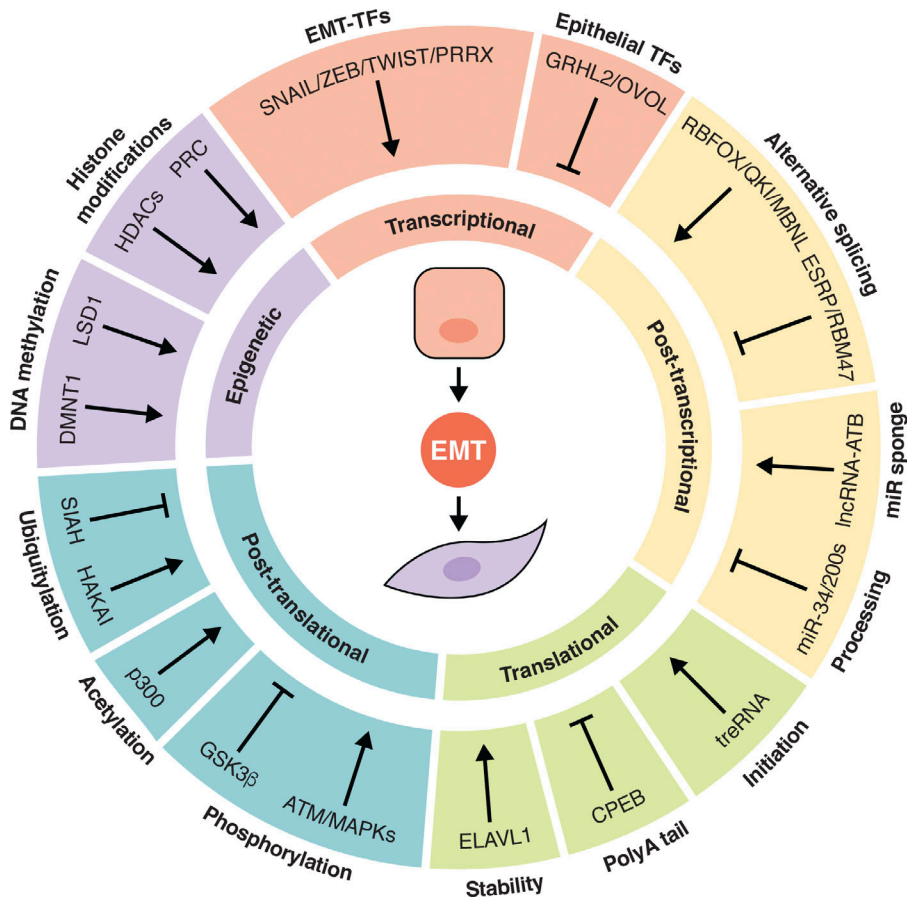 EMT-TFs
SNAIL/ZEB/TWIST/PRRX
Epithelial TFs
GRHL2/OVOL
Alternative splicing
RBFOX/QKI/MBNL
ESRP/RBM47
miR sponge
lncRNA-ATB
Processing
miR-34/200s
Initiation
treRNA
PolyA tail
CPEB
Stability
ELAVL1
Phosphorylation
ATM/MAPKs
GSK3β
Acetylation
p300
Ubiquitylation
HAKAI
SIAH
DNA methylation
DMNT1
LSD1
Histone
modifications
HDACs
PRC
Transcriptional
Post-transcriptional
Translational
Post-translational
Epigenetic
EMT